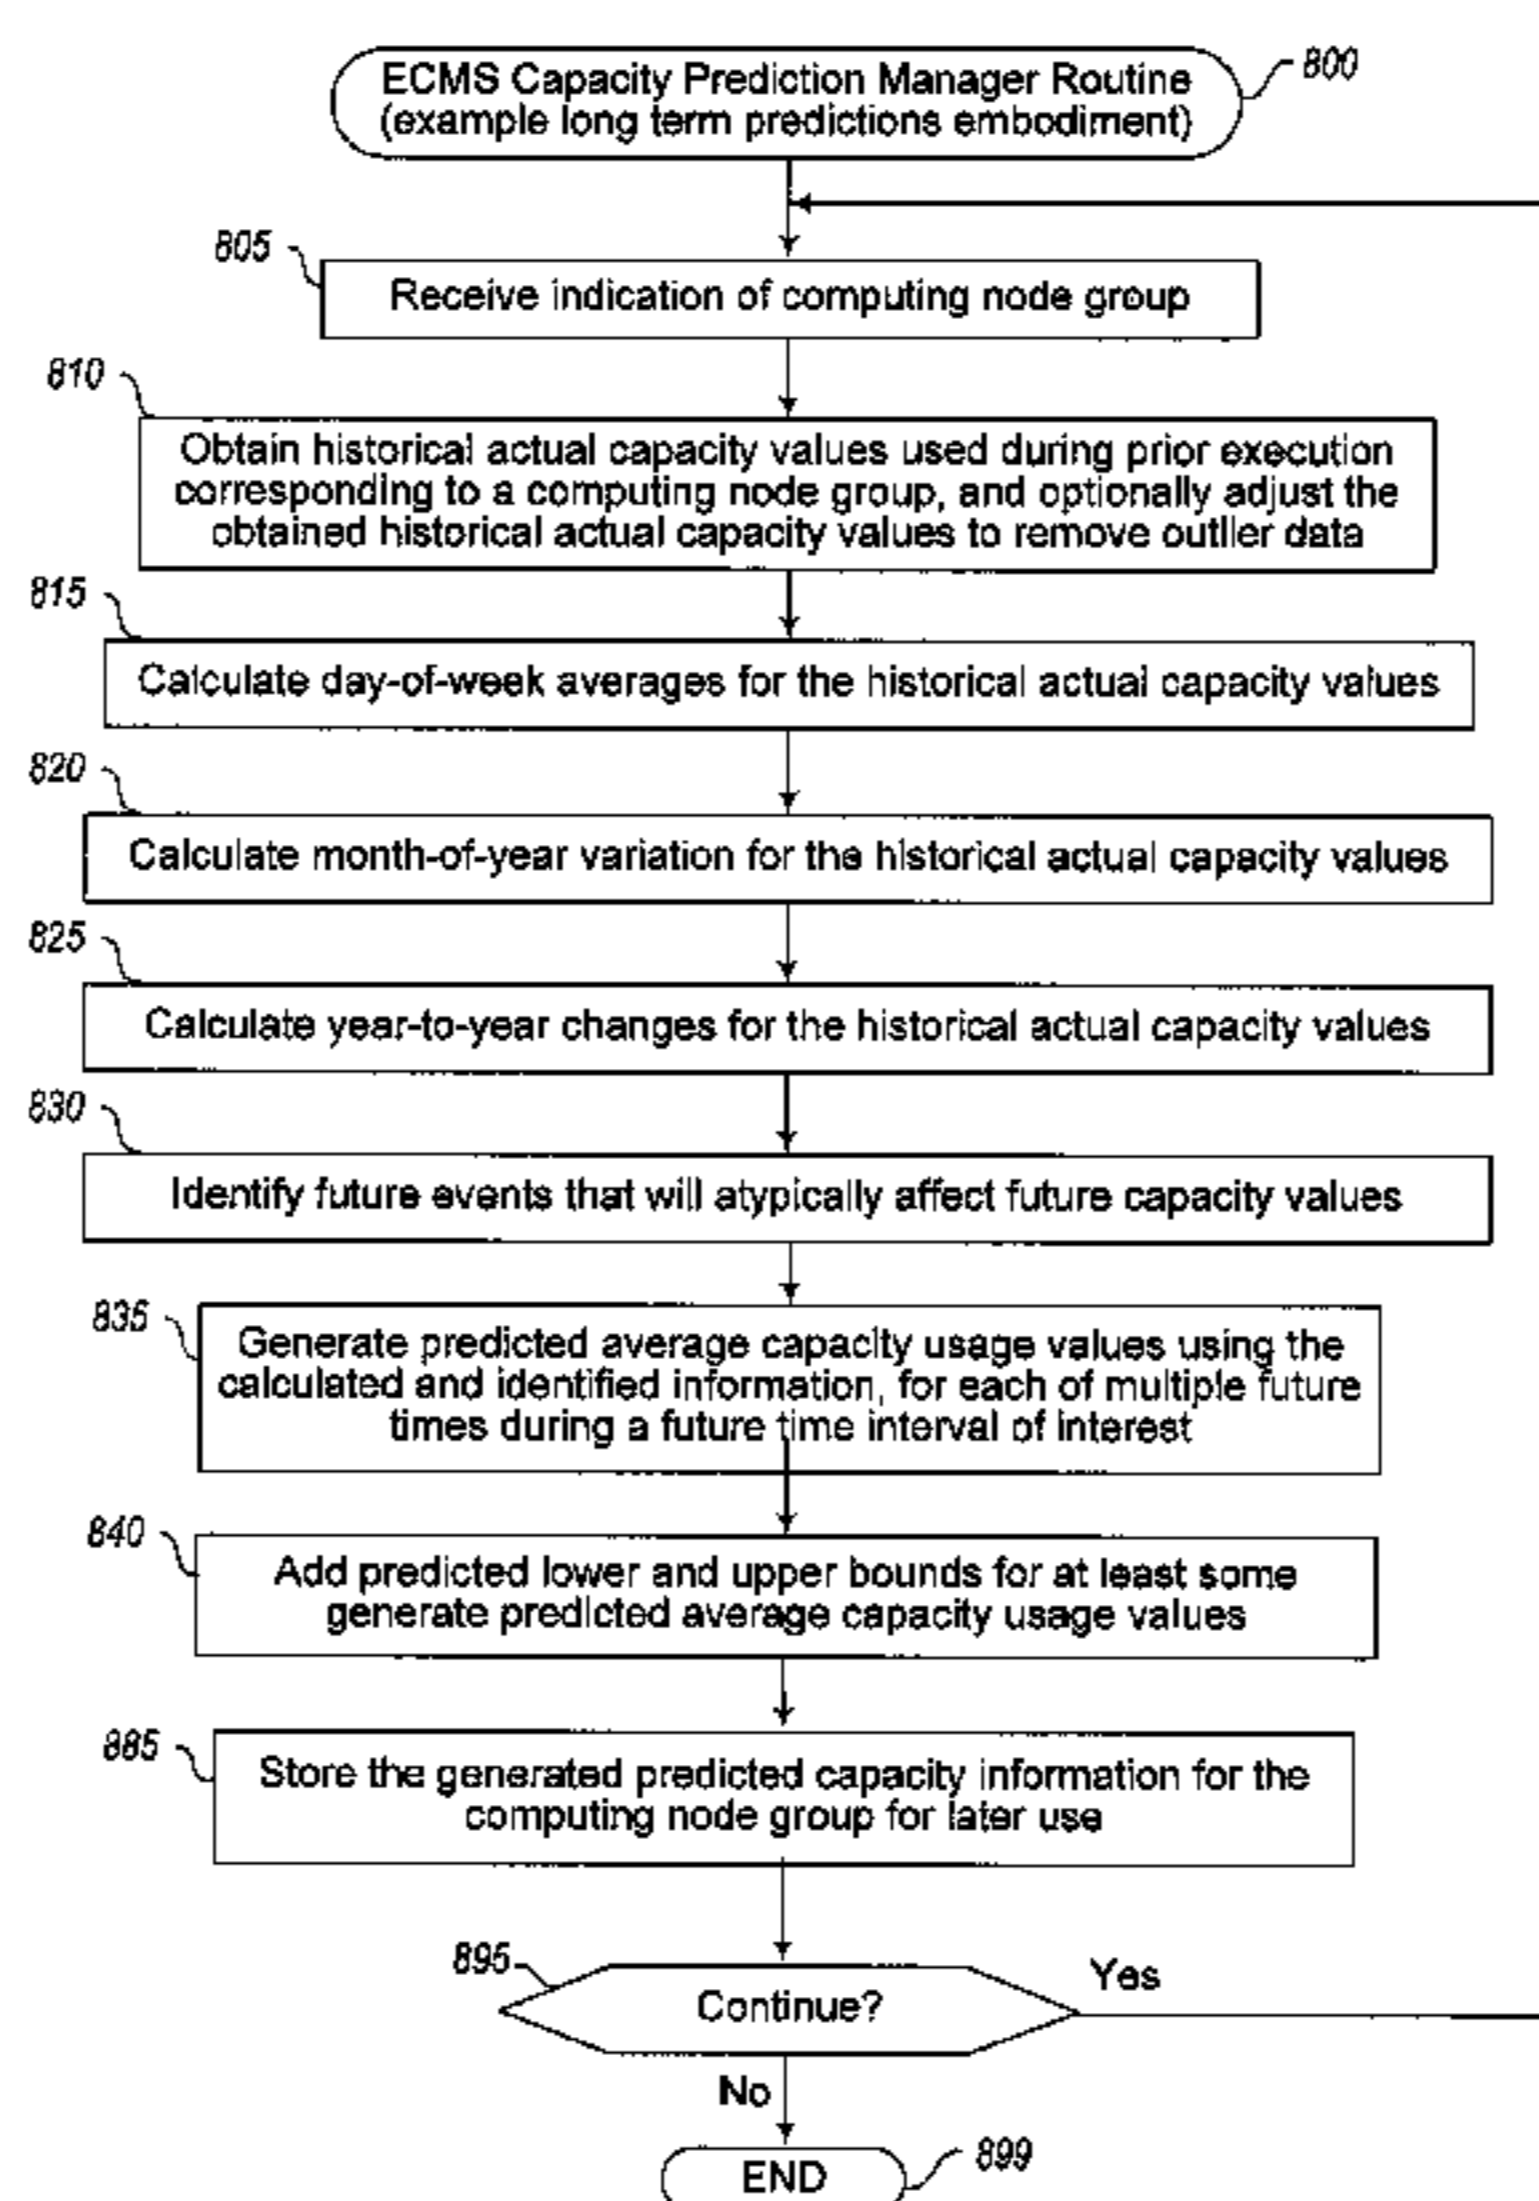 ECMS Capacity Prediction Manager Routine
(example long term predictions embodiment)
800
805
Receive indication of computing node group
810
Obtain historical actual capacity values used during prior execution
corresponding to a computing node group, and optionally adjust the
obtained historical actual capacity values to remove outlier data
815
Calculate day-of-week averages for the historical actual capacity values
820
Calculate month-of-year variation for the historical actual capacity values
825
Calculate year-to-year changes for the historical actual capacity values
830
Identify future events that will atypically affect future capacity values
835
Generate predicted average capacity usage values using the
calculated and identified information, for each of multiple future
times during a future time interval of interest
840
Add predicted lower and upper bounds for at least some
generate predicted average capacity usage values
885
Store the generated predicted capacity information for the
computing node group for later use
895
Continue?
Yes
No
END
899